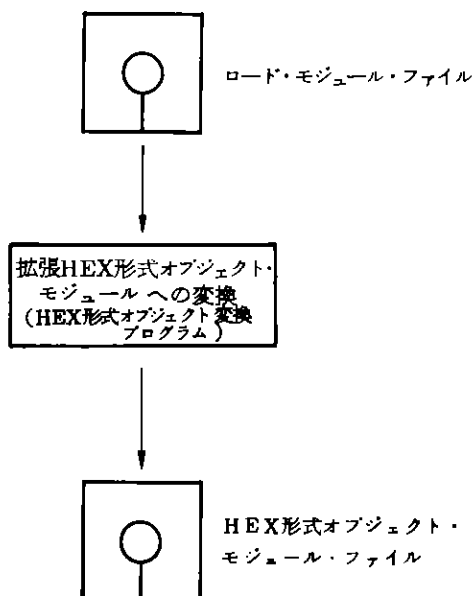 ロード・モジュール・ファイル
拡張HEX形式オブジェクト・
モジュールへの変換
(HEX形式オブジェクト変換
プログラム)
HEX形式オブジェクト・
モジュール・ファイル